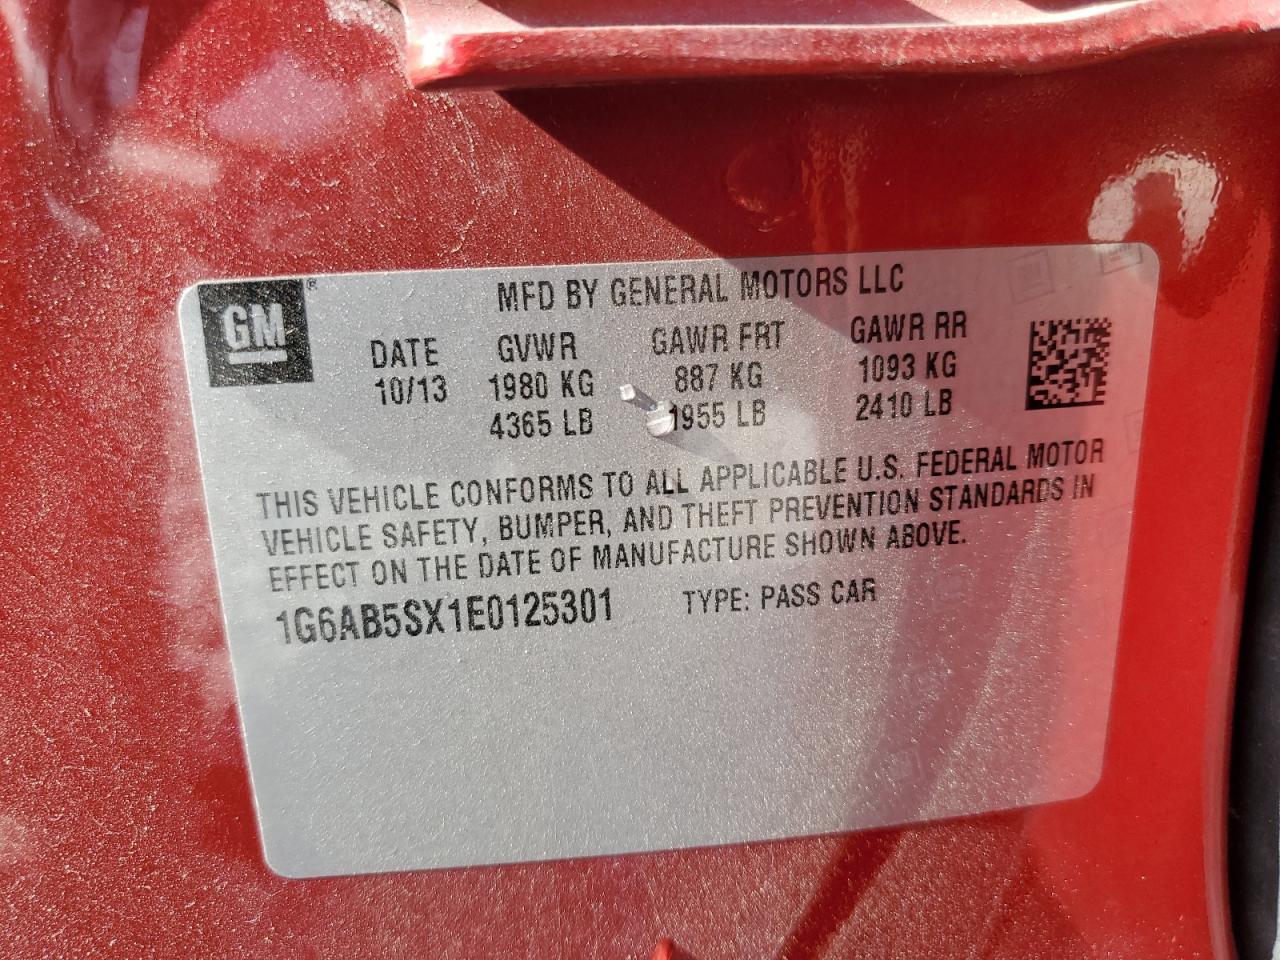 GM ®
MFD BY GENERAL MOTORS LLC
DATE GVWR GAWR FRT GAWR RR
10/13 1980 KG 887 KG 1093 KG
4365 LB 1955 LB 2410 LB
THIS VEHICLE CONFORMS TO ALL APPLICABLE U.S. FEDERAL MOTOR
VEHICLE SAFETY, BUMPER, AND THEFT PREVENTION STANDARDS IN
EFFECT ON THE DATE OF MANUFACTURE SHOWN ABOVE.
1G6AB5SX1E0125301 TYPE: PASS CAR